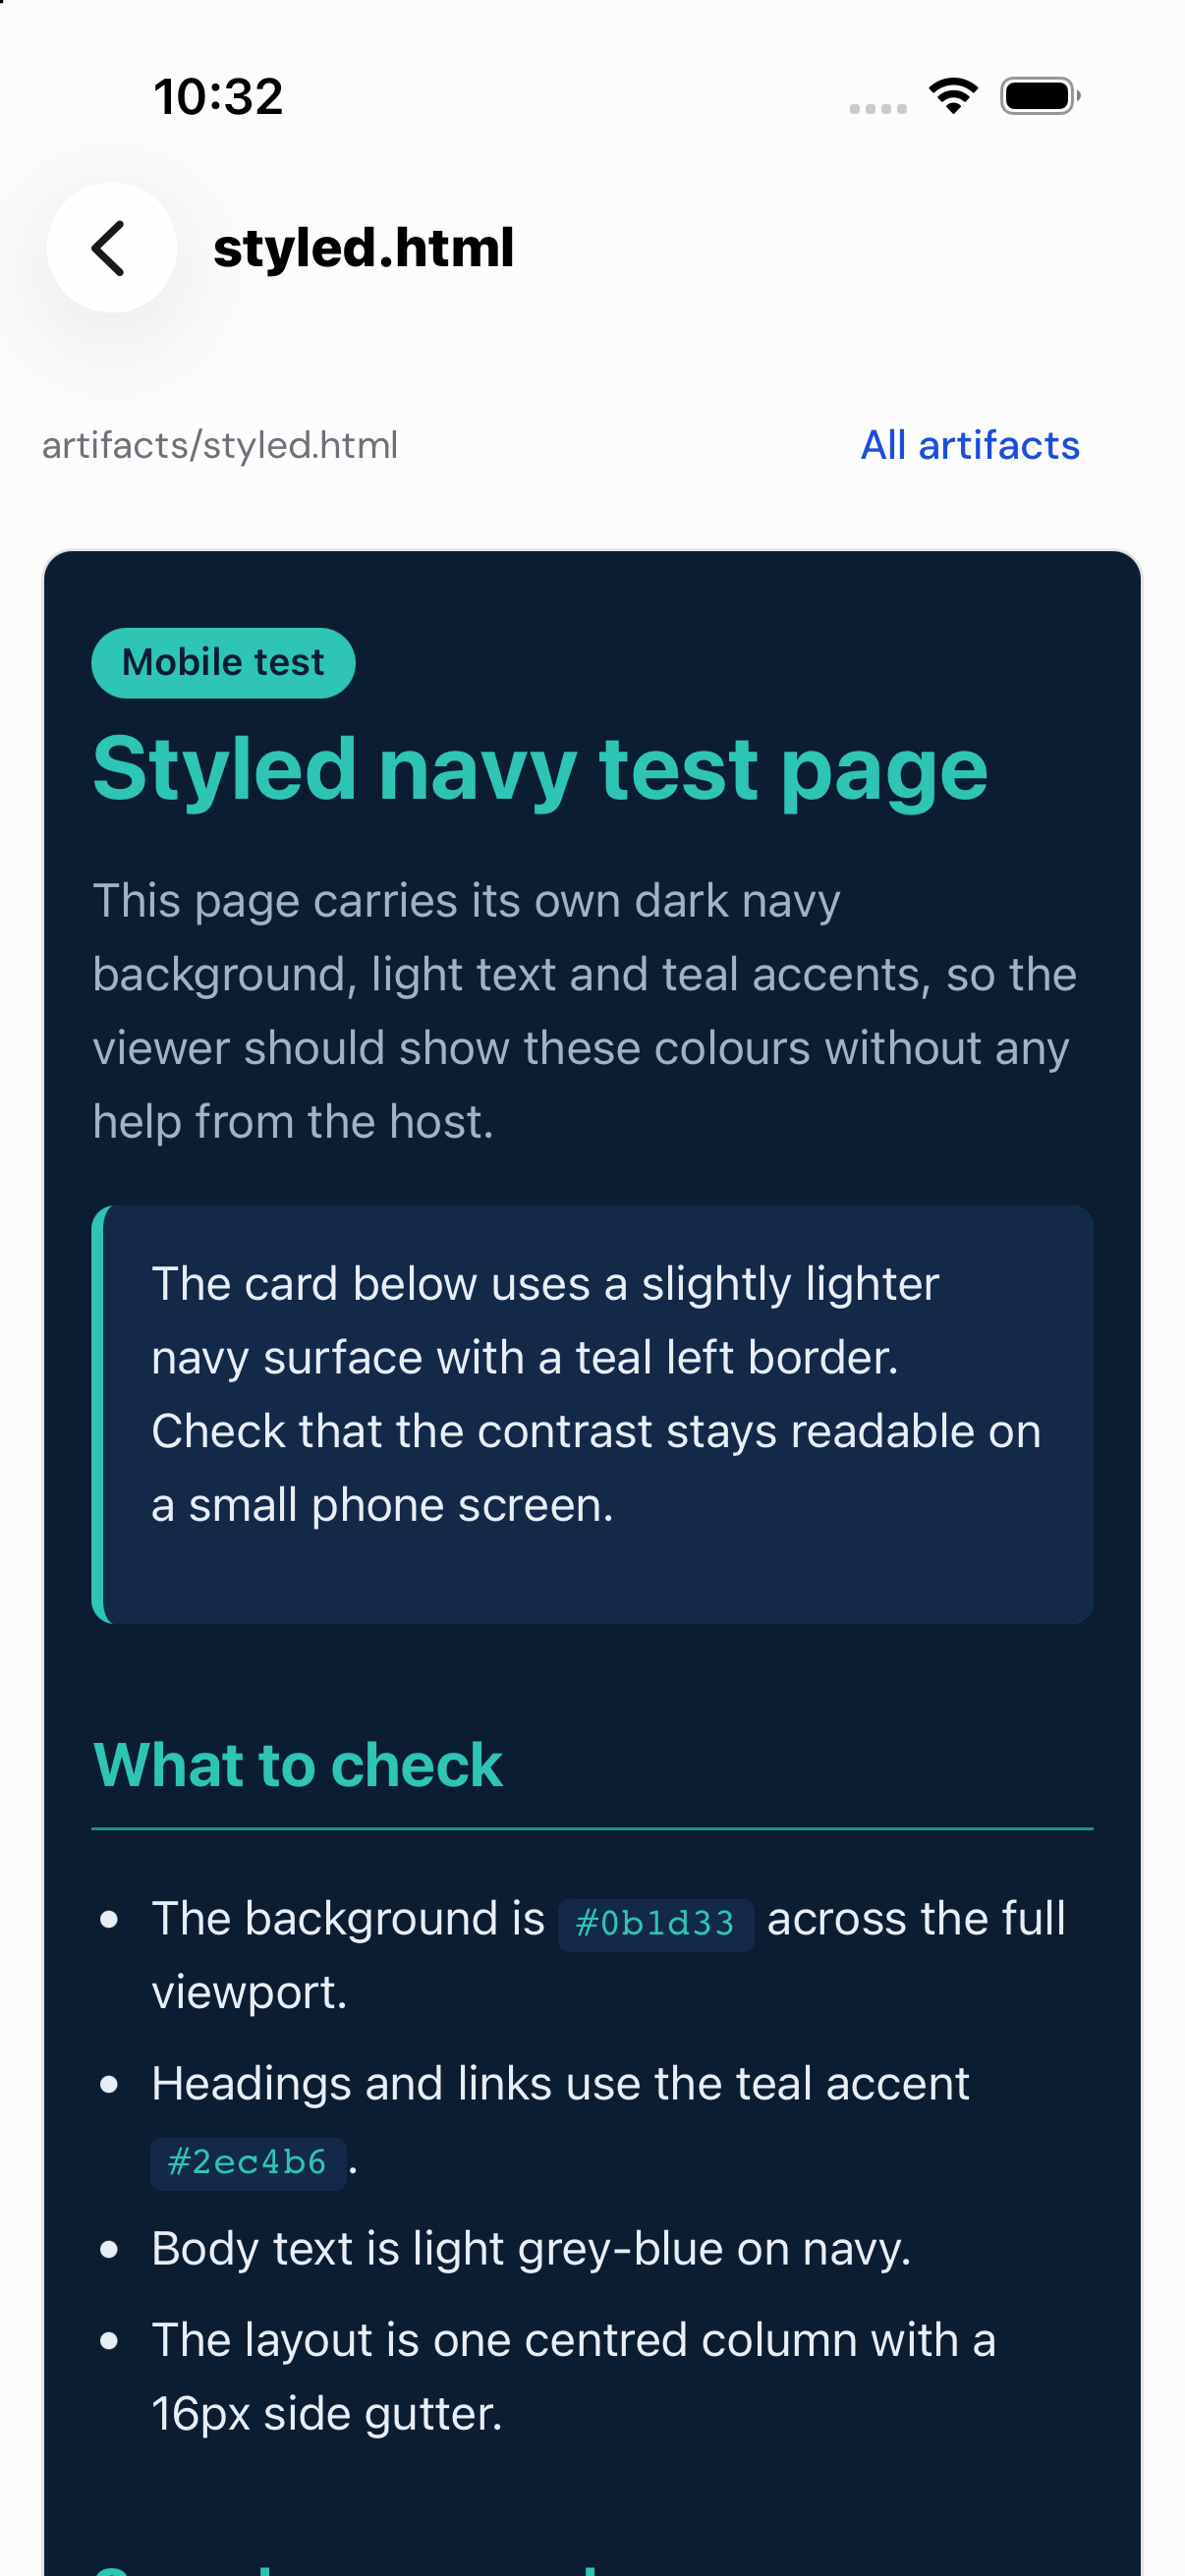 10:32
styled.html
artifacts/styled.html
All artifacts
Mobile test
Styled navy test page
This page carries its own dark navy
background, light text and teal accents, so the
viewer should show these colours without any
help from the host.
The card below uses a slightly lighter
navy surface with a teal left border.
Check that the contrast stays readable on
a small phone screen.
What to check
• The background is #0b1d33 across the full
viewport.
• Headings and links use the teal accent
#2ec4b6.
• Body text is light grey-blue on navy.
• The layout is one centred column with a
16px side gutter.